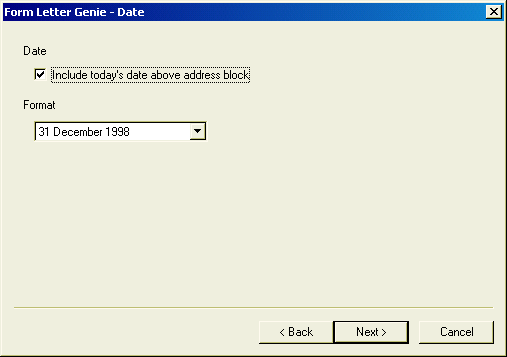 Form Letter Genie - Date
Date
Include today's date above address block
Format
31 December 1998
< Back
Next >
Cancel